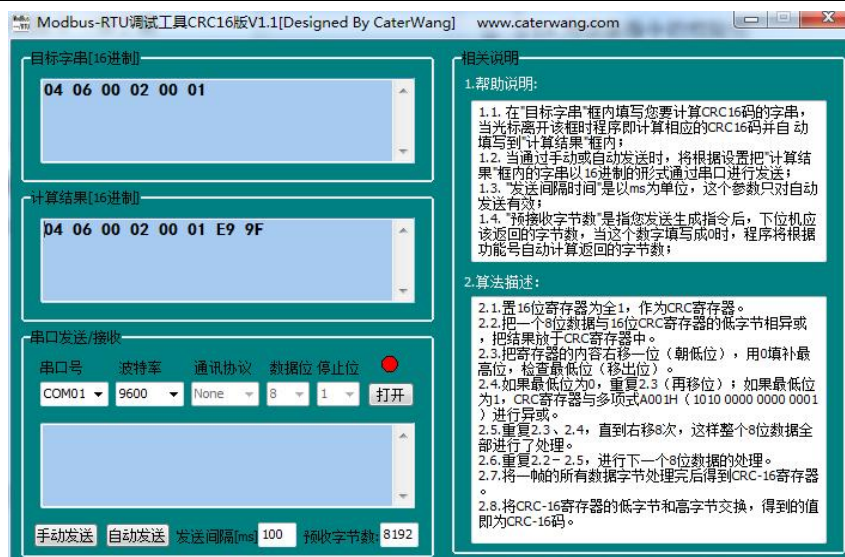 Modbus-RTU调试工具CRC16版V1.1[Designed By CaterWang] www.caterwang.com
目标字串[16进制]
04 06 00 02 00 01
计算结果[16进制]
04 06 00 02 00 01 E9 9F
串口发送/接收
串口号 波特率 通讯协议 数据位 停止位
COM01 9600 None 8 1 打开
手动发送 自动发送 发送间隔[ms] 100 预收字节数: 8192
相关说明
1.帮助说明:
1.1. 在"目标字串"框内填写您要计算CRC16码的字串,
当光标离开该框时程序即计算相应的CRC16码并自动
填写到"计算结果"框内;
1.2. 当通过手动或自动发送时，将根据设置把"计算结
果"框内的字串以16进制的形式通过串口进行发送;
1.3. "发送间隔时间"是以ms为单位，这个参数只对自动
发送有效;
1.4. "预接收字节数"是指您发送生成指令后，下位机应
该返回的字节数，当这个数字填写成0时，程序将根据
功能号自动计算返回的字节数;
2.算法描述:
2.1.置16位寄存器为全1，作为CRC寄存器。
2.2.把一个8位数据与16位CRC寄存器的低字节相异或
，把结果放于CRC寄存器中。
2.3.把寄存器的内容右移一位（朝低位），用0填补最
高位，检查最低位（移出位）。
2.4.如果最低位为0，重复2.3（再移位）；如果最低位
为1，CRC寄存器与多项式A001H（1010 0000 0000 0001
）进行异或。
2.5.重复2.3、2.4，直到右移8次，这样整个8位数据全
部进行了处理。
2.6.重复2.2-2.5，进行下一个8位数据的处理。
2.7.将一帧的所有数据字节处理完后得到CRC-16寄存器
。
2.8.将CRC-16寄存器的低字节和高字节交换，得到的值
即为CRC-16码。